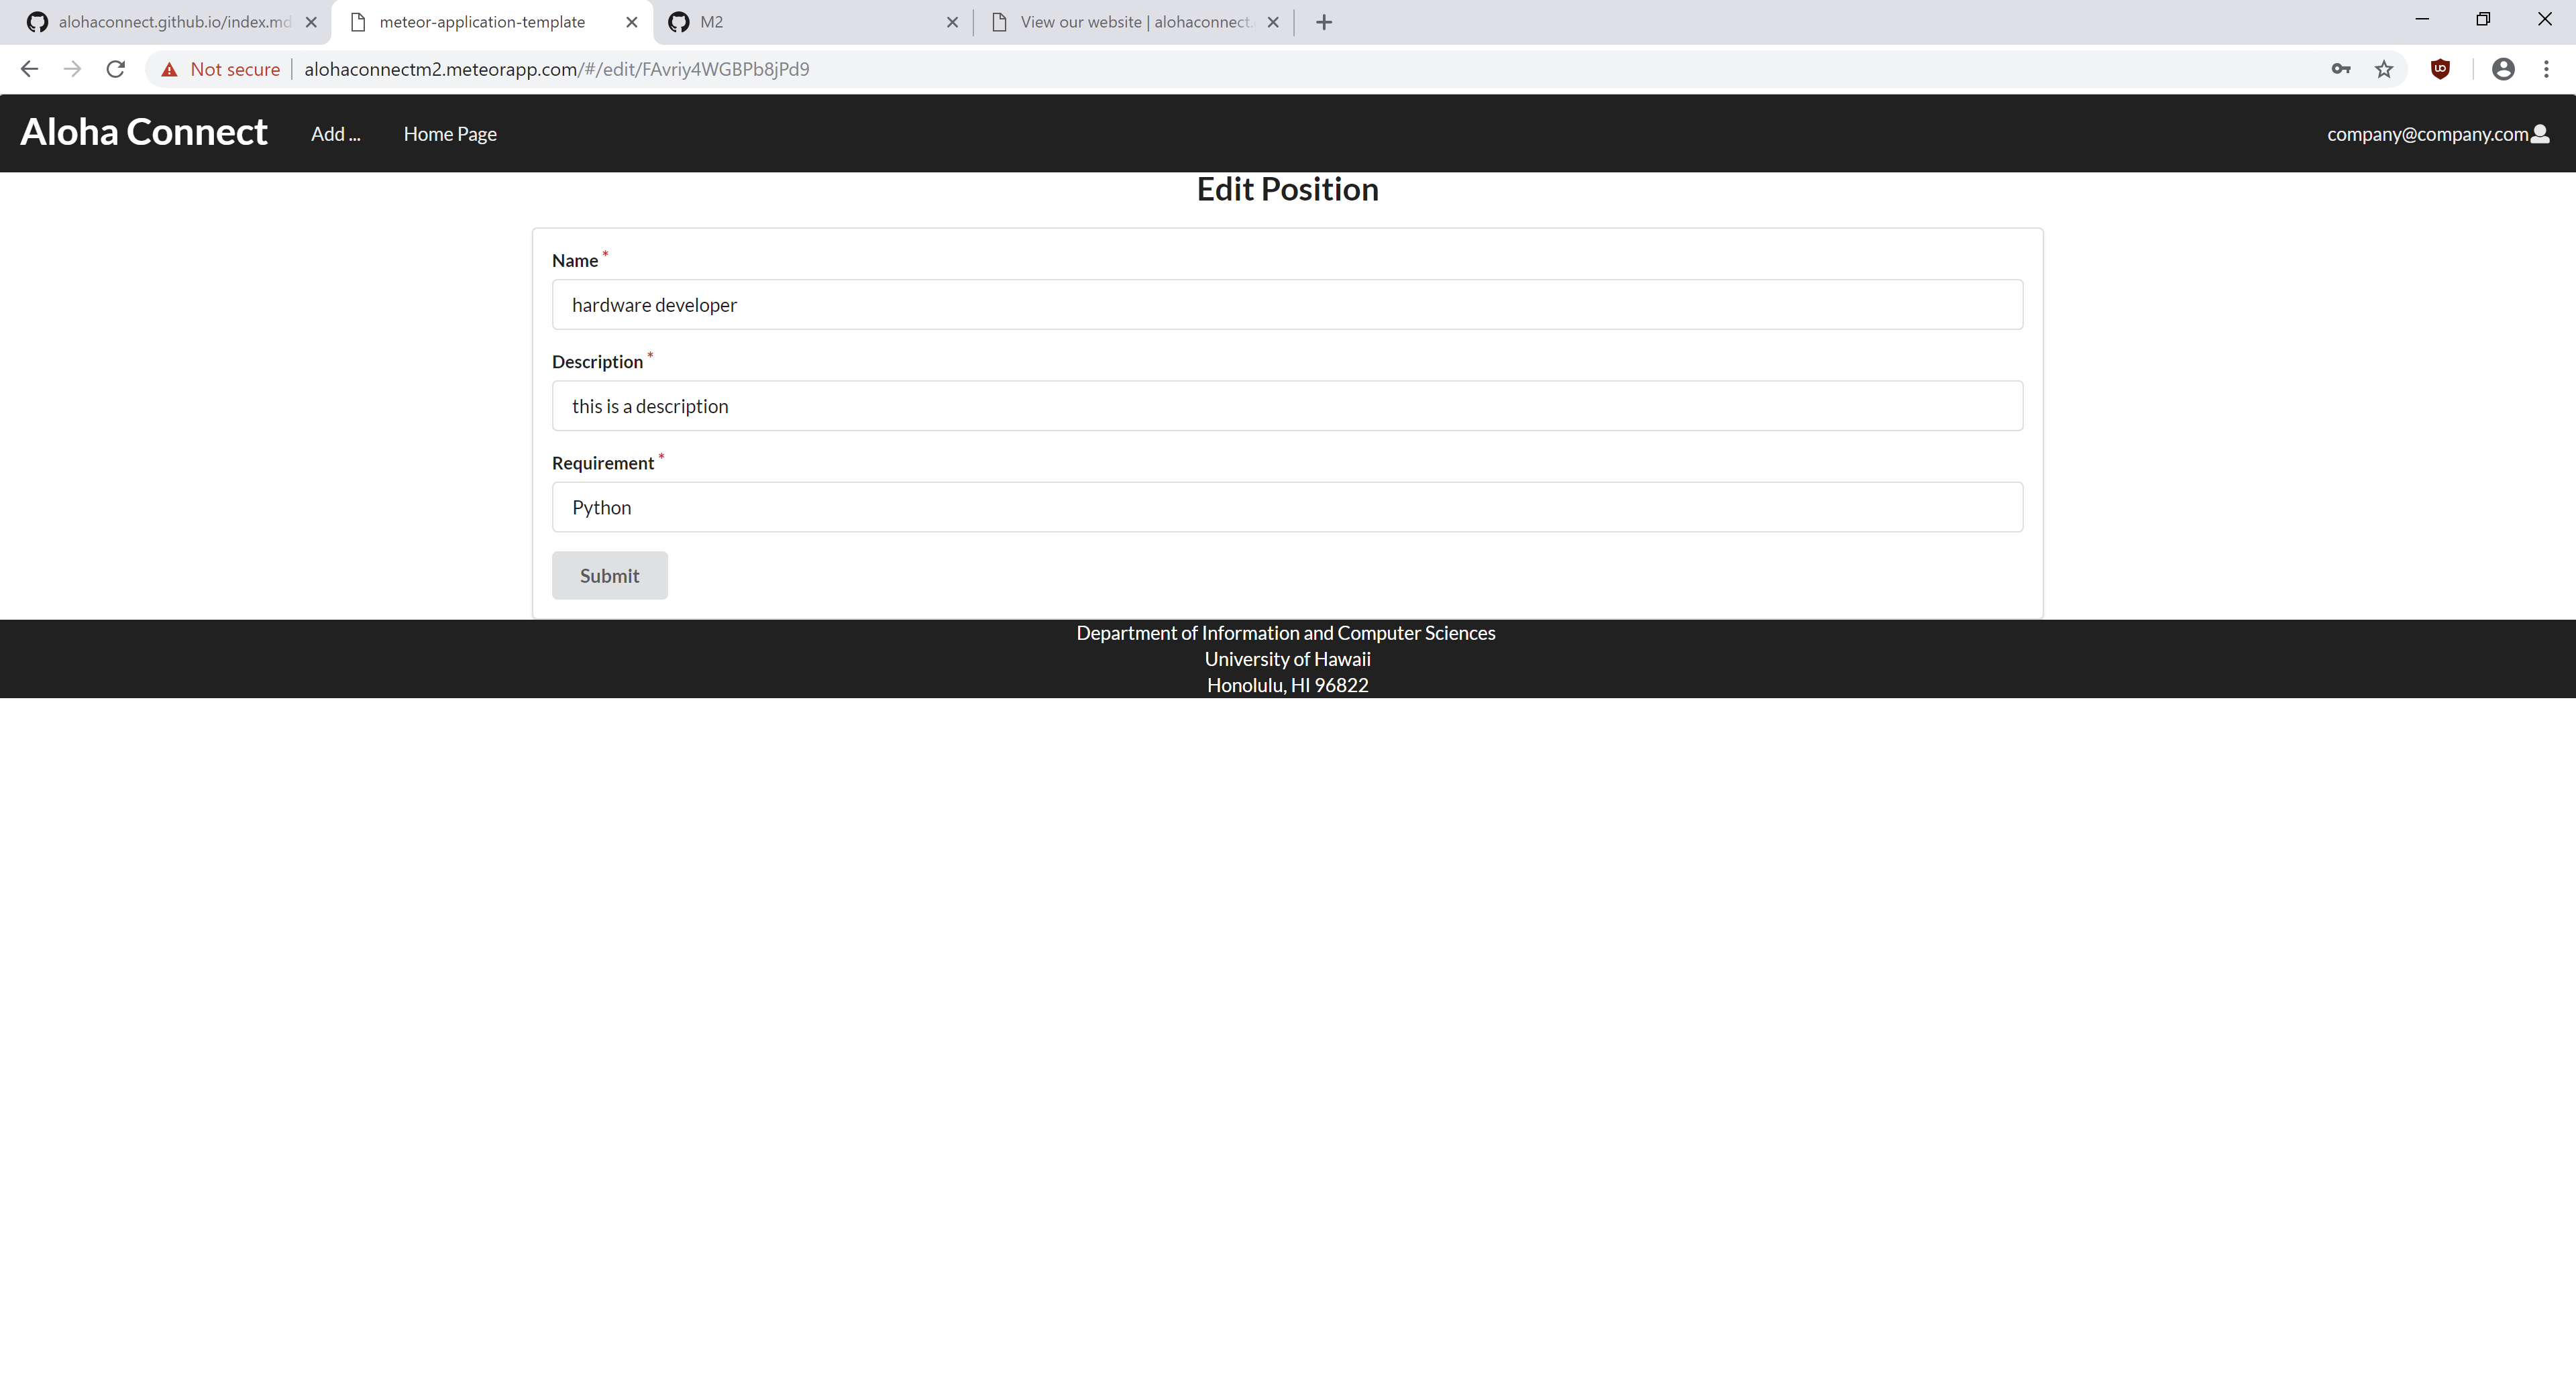 alohaconnect.github.io/index.md
meteor-application-template
M2
View our website | alohaconnect.
Not secure
alohaconnectm2.meteorapp.com/#/edit/FAvriy4WGBPb8jPd9
Aloha Connect
Add ...
Home Page
company@company.com
Edit Position
Name *
hardware developer
Description *
this is a description
Requirement *
Python
Submit
Department of Information and Computer Sciences
University of Hawaii
Honolulu, HI 96822